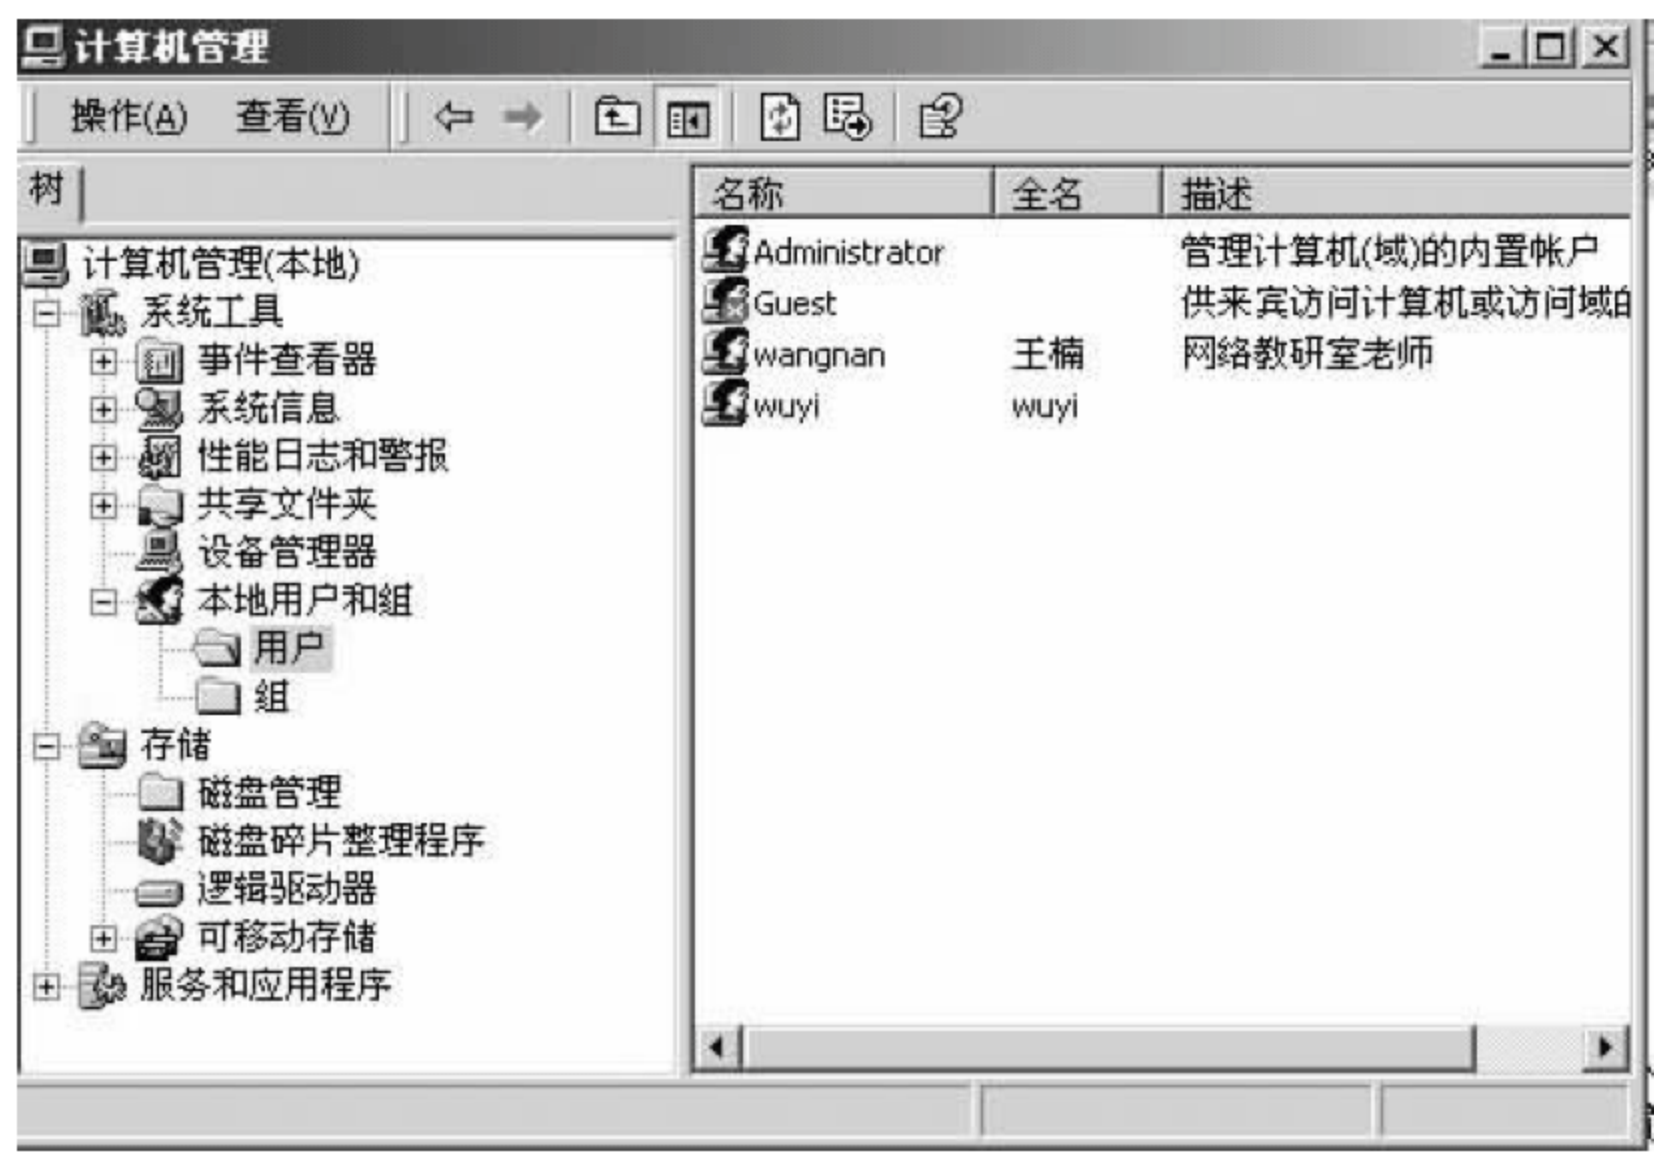 计算机管理
操作(A) 查看(V)
树
名称 全名 描述
计算机管理(本地)
系统工具
事件查看器
系统信息
性能日志和警报
共享文件夹
设备管理器
本地用户和组
用户
组
存储
磁盘管理
磁盘碎片整理程序
逻辑驱动器
可移动存储
服务和应用程序
Administrator 管理计算机(域)的内置帐户
Guest 供来宾访问计算机或访问域的
wangnan 王楠 网络教研室老师
wuyi wuyi